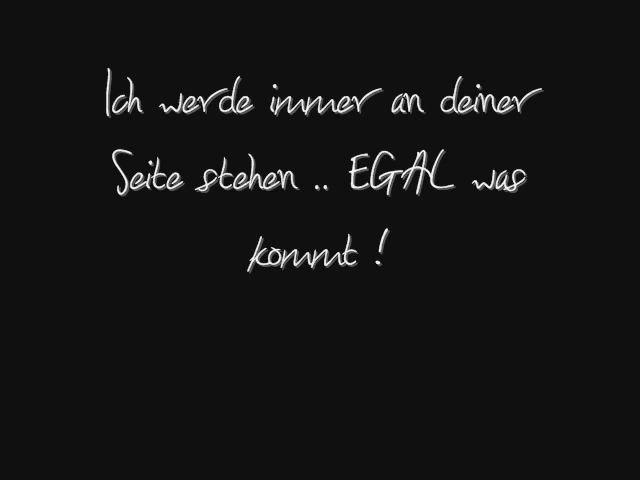 Ich werde immer an deiner
Seite stehen .. EGAL was
kommt !